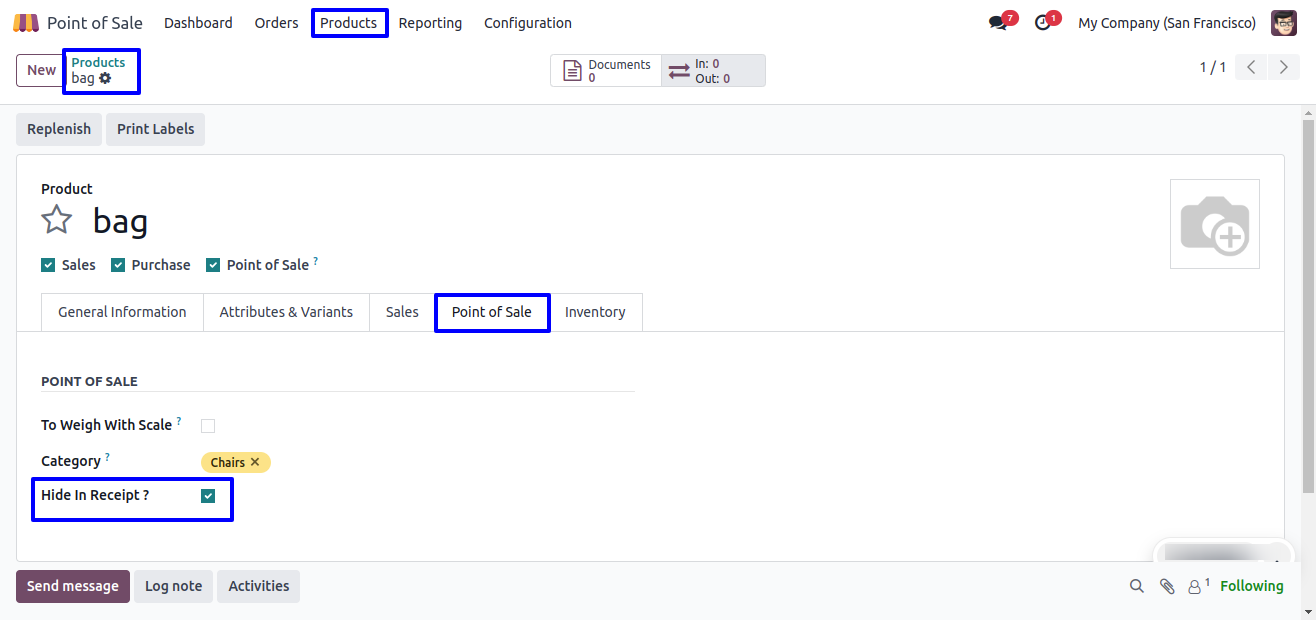 Point of Sale Dashboard Orders Products Reporting Configuration 7 1 My Company (San Francisco)
New Products Documents 0 In: 0 1 / 1
bag Out: 0
Replenish Print Labels
Product
bag
Sales Purchase Point of Sale ?
General Information Attributes & Variants Sales Point of Sale Inventory
POINT OF SALE
To Weigh With Scale ?
Category ? Chairs ✕
Hide In Receipt ?
Send message Log note Activities 1 Following